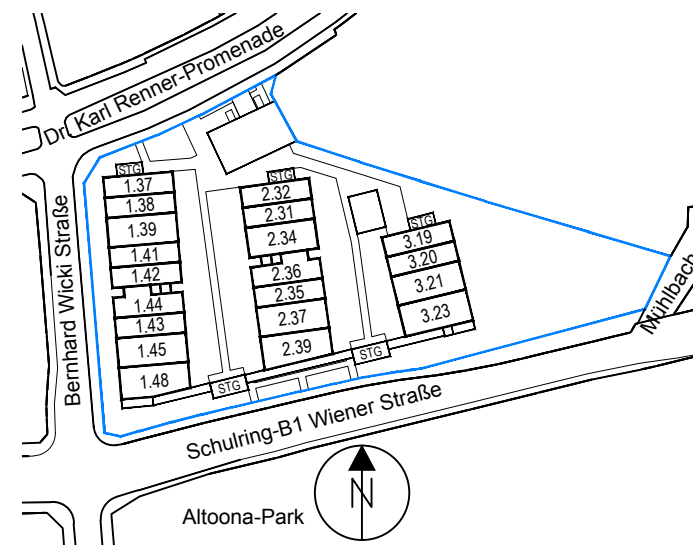 Dr. Karl Renner-Promenade
Bernhard Wicki Straße
STG
1.37
1.38
1.39
1.41
1.42
1.44
1.43
1.45
1.48
STG
STG
2.32
2.31
2.34
2.36
2.35
2.37
2.39
STG
STG
3.19
3.20
3.21
3.23
Mühlbach
Schulring-B1 Wiener Straße
Altoona-Park
N